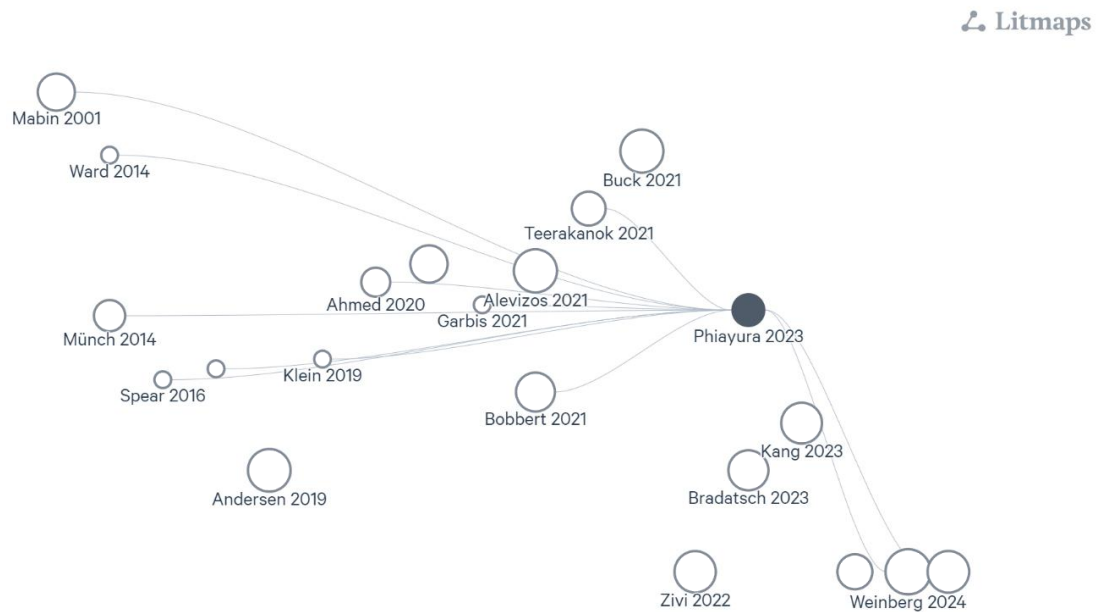 Litmaps
Mabin 2001
Ward 2014
Buck 2021
Teerakanok 2021
Ahmed 2020
Alevizos 2021
Garbis 2021
Phiayura 2023
Münch 2014
Klein 2019
Spear 2016
Bobbert 2021
Kang 2023
Andersen 2019
Bradatsch 2023
Zivi 2022
Weinberg 2024